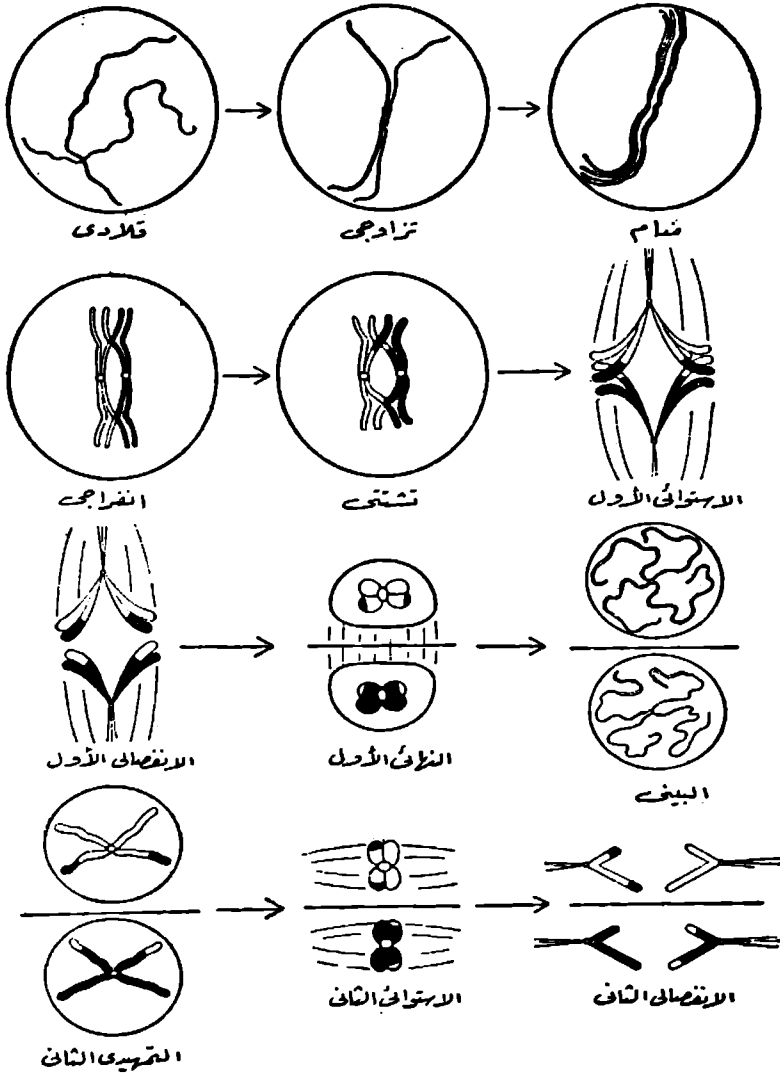 قلادى
تزاوجى
ضام
انفراجى
تشتتى
الاستوائى الأول
الانفصالى الأول
النهائى الأول
البينى
التمهيدى الثانى
الاستوائى الثانى
الانفصالى الثانى